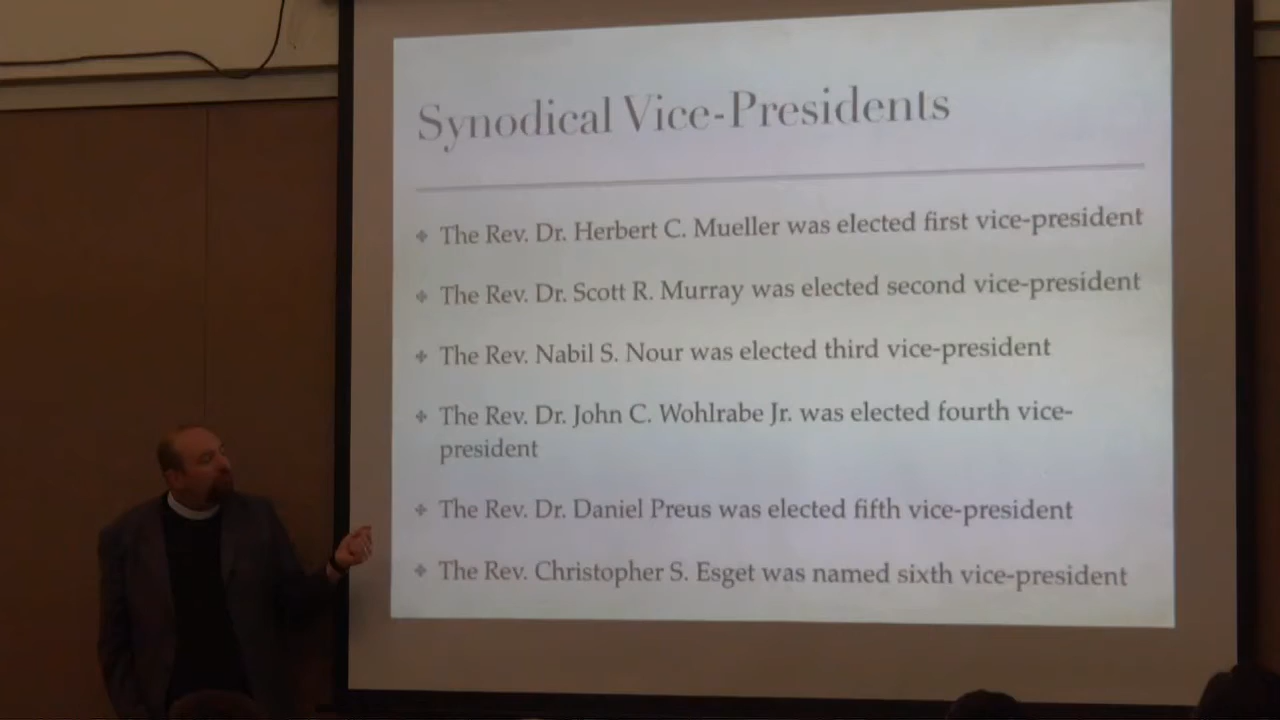 Synodical Vice-Presidents
The Rev. Dr. Herbert C. Mueller was elected first vice-president
The Rev. Dr. Scott R. Murray was elected second vice-president
The Rev. Nabil S. Nour was elected third vice-president
The Rev. Dr. John C. Wohlrabe Jr. was elected fourth vice-
president
The Rev. Dr. Daniel Preus was elected fifth vice-president
The Rev. Christopher S. Esget was named sixth vice-president